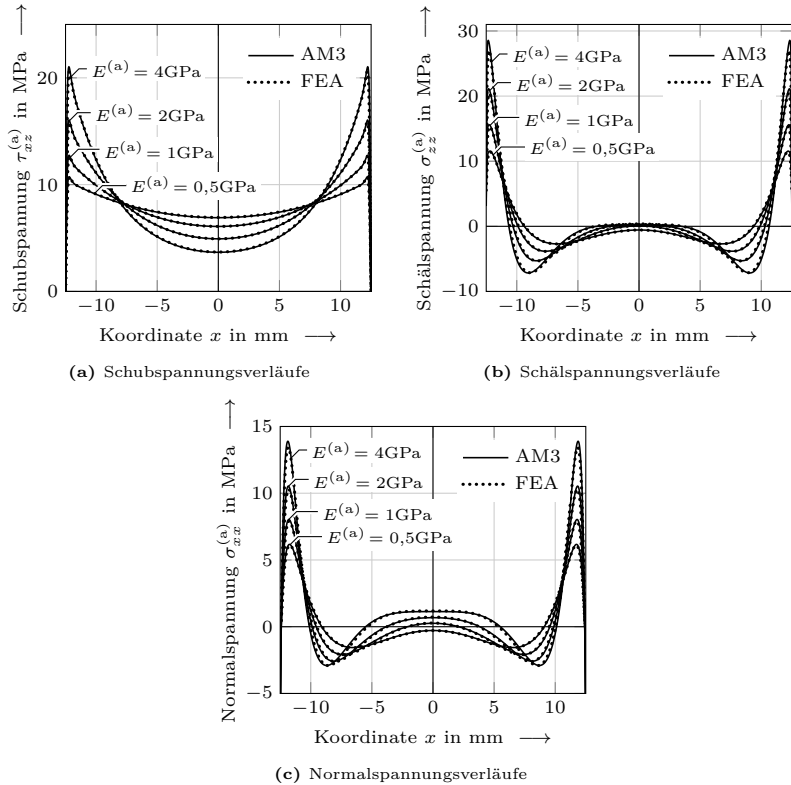 Schubspannung τxz(a) in MPa ⟶
20
10
0
E(a) = 4GPa
E(a) = 2GPa
E(a) = 1GPa
E(a) = 0,5GPa
AM3
FEA
−10 −5 0 5 10
Koordinate x in mm ⟶
(a) Schubspannungsverläufe
Schälspannung σzz(a) in MPa ⟶
30
20
10
0
−10
E(a) = 4GPa
E(a) = 2GPa
E(a) = 1GPa
E(a) = 0,5GPa
AM3
FEA
−10 −5 0 5 10
Koordinate x in mm ⟶
(b) Schälspannungsverläufe
Normalspannung σxx(a) in MPa ⟶
15
10
5
0
−5
E(a) = 4GPa
E(a) = 2GPa
E(a) = 1GPa
E(a) = 0,5GPa
AM3
FEA
−10 −5 0 5 10
Koordinate x in mm ⟶
(c) Normalspannungsverläufe